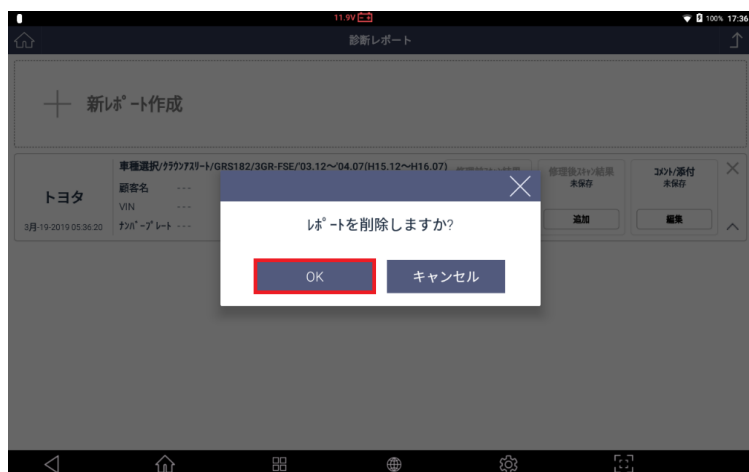 11.9V
100% 17:36
診断レポート
新ﾚﾎﾟｰﾄ作成
トヨタ
3月-19-2019 05:36:20
車種選択/ｸﾗｳﾝｱｽﾘｰﾄ/GRS182/3GR-FSE/'03.12～'04.07(H15.12～H16.07)
顧客名 ---
VIN ---
ﾅﾝﾊﾞｰﾌﾟﾚｰﾄ ---
修理後ｽｷｬﾝ結果
未保存
追加
ｺﾒﾝﾄ/添付
未保存
編集
ﾚﾎﾟｰﾄを削除しますか?
OK
キャンセル